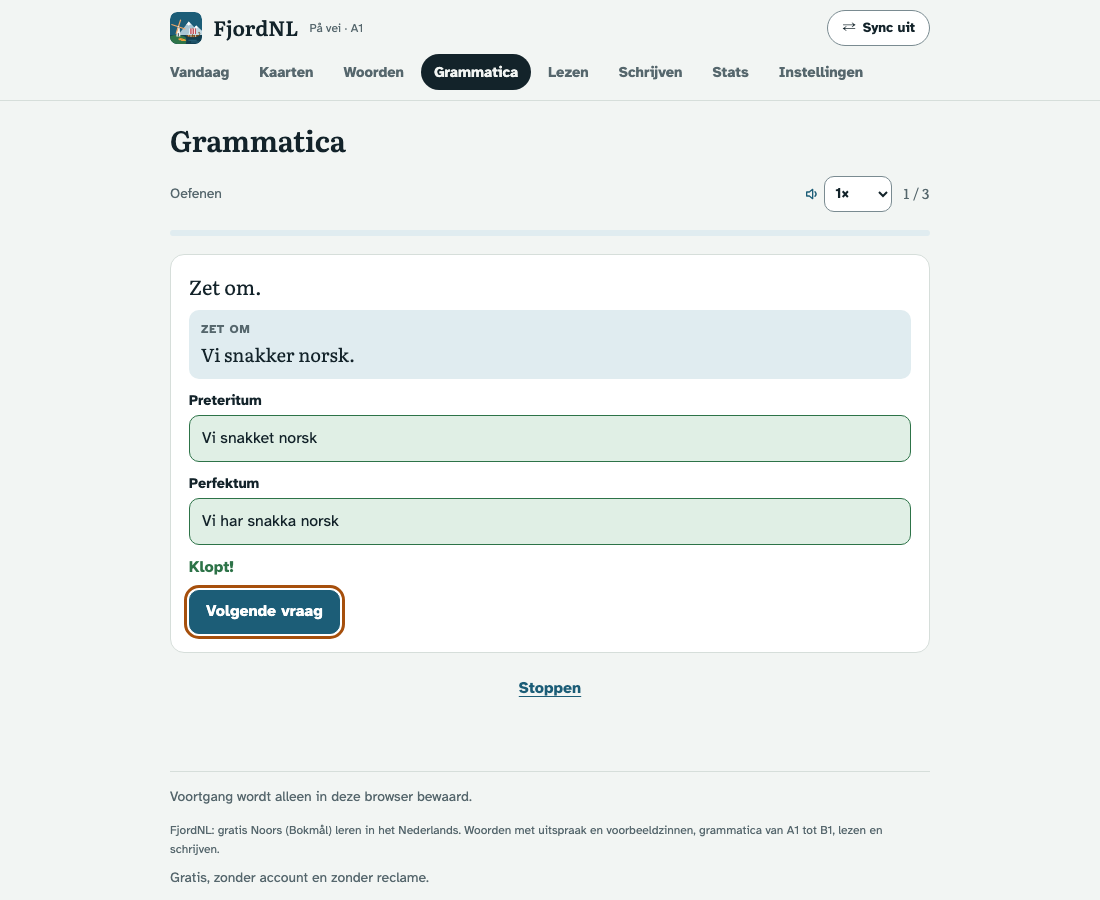 FjordNL På vei · A1
⇄ Sync uit
Vandaag Kaarten Woorden Grammatica Lezen Schrijven Stats Instellingen
Grammatica
Oefenen
1×
1 / 3
Zet om.
ZET OM
Vi snakker norsk.
Preteritum
Vi snakket norsk
Perfektum
Vi har snakka norsk
Klopt!
Volgende vraag
Stoppen
Voortgang wordt alleen in deze browser bewaard.
FjordNL: gratis Noors (Bokmål) leren in het Nederlands. Woorden met uitspraak en voorbeeldzinnen, grammatica van A1 tot B1, lezen en
schrijven.
Gratis, zonder account en zonder reclame.